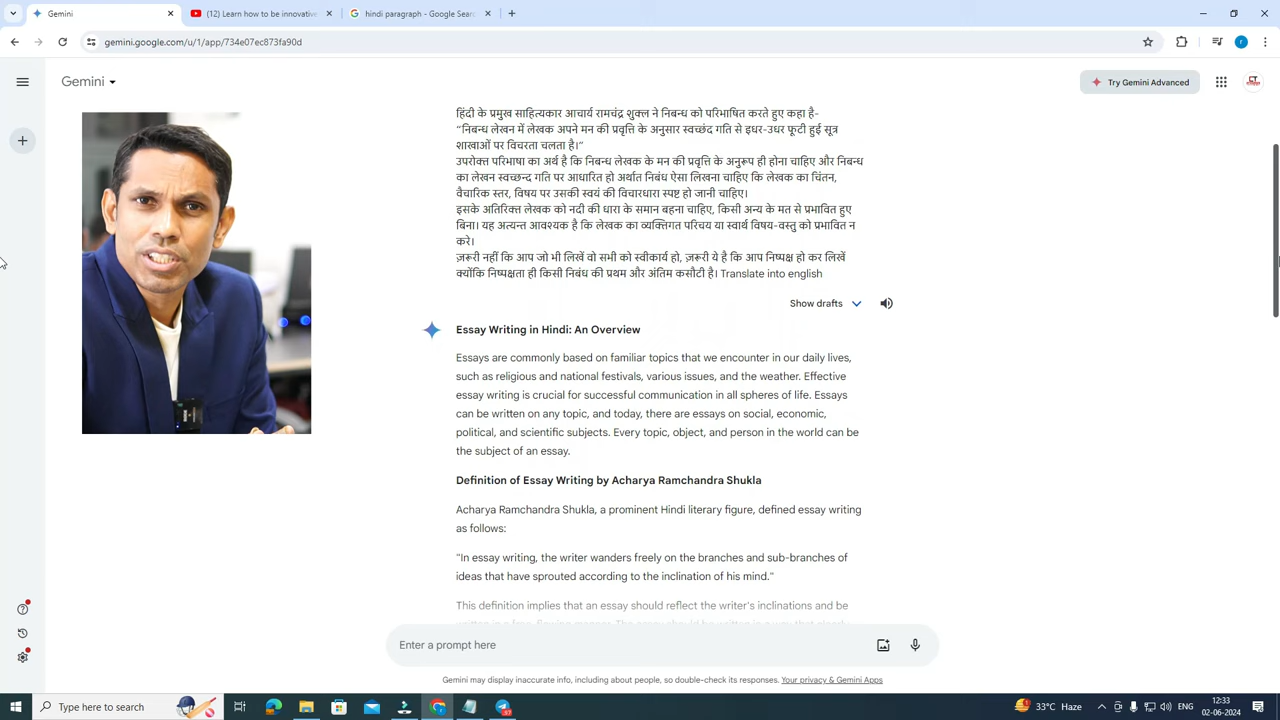 Gemini
(12) Learn how to be innovative
hindi paragraph - Google Sear
gemini.google.com/u/1/app/734e07ec873fa90d
Gemini
Try Gemini Advanced
हिंदी के प्रमुख साहित्यकार आचार्य रामचंद्र शुक्ल ने निबन्ध को परिभाषित करते हुए कहा है-
“निबन्ध लेखन में लेखक अपने मन की प्रवृत्ति के अनुसार स्वच्छंद गति से इधर-उधर फूटी हुई सूत्र
शाखाओं पर विचरता चलता है।”
उपरोक्त परिभाषा का अर्थ है कि निबन्ध लेखक के मन की प्रवृत्ति के अनुरूप ही होना चाहिए और निबन्ध
का लेखन स्वच्छन्द गति पर आधारित हो अर्थात निबंध ऐसा लिखना चाहिए कि लेखक का चिंतन,
वैचारिक स्तर, विषय पर उसकी स्वयं की विचारधारा स्पष्ट हो जानी चाहिए।
इसके अतिरिक्त लेखक को नदी की धारा के समान बहना चाहिए, किसी अन्य के मत से प्रभावित हुए
बिना। यह अत्यन्त आवश्यक है कि लेखक का व्यक्तिगत परिचय या स्वार्थ विषय-वस्तु को प्रभावित न
करे।
ज़रूरी नहीं कि आप जो भी लिखें वो सभी को स्वीकार्य हो, ज़रूरी ये है कि आप निष्पक्ष हो कर लिखें
क्योंकि निष्पक्षता ही किसी निबंध की प्रथम और अंतिम कसौटी है। Translate into english
Show drafts
Essay Writing in Hindi: An Overview
Essays are commonly based on familiar topics that we encounter in our daily lives,
such as religious and national festivals, various issues, and the weather. Effective
essay writing is crucial for successful communication in all spheres of life. Essays
can be written on any topic, and today, there are essays on social, economic,
political, and scientific subjects. Every topic, object, and person in the world can be
the subject of an essay.
Definition of Essay Writing by Acharya Ramchandra Shukla
Acharya Ramchandra Shukla, a prominent Hindi literary figure, defined essay writing
as follows:
"In essay writing, the writer wanders freely on the branches and sub-branches of
ideas that have sprouted according to the inclination of his mind."
This definition implies that an essay should reflect the writer's inclinations and be
Enter a prompt here
Gemini may display inaccurate info, including about people, so double-check its responses. Your privacy & Gemini Apps
Type here to search
33°C Haze
ENG
12:33
02-06-2024